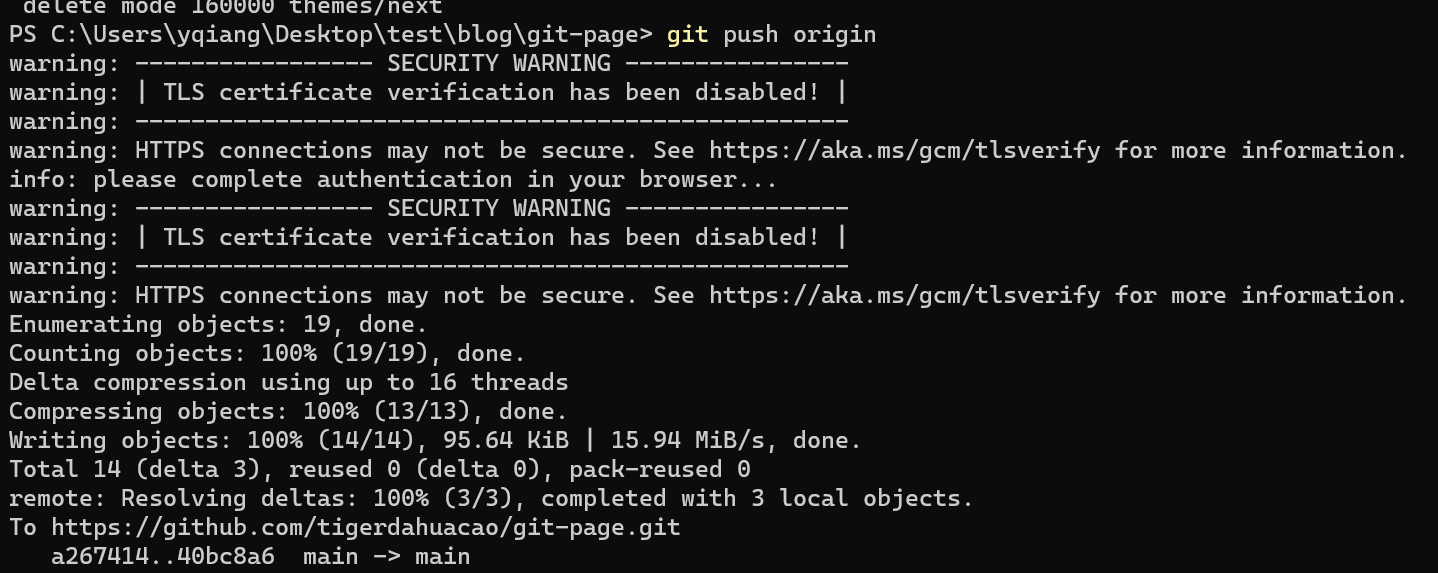 delete mode 160000 themes/next
PS C:\Users\yqiang\Desktop\test\blog\git-page> git push origin
warning: ----------------- SECURITY WARNING ----------------
warning: | TLS certificate verification has been disabled! |
warning: ---------------------------------------------------
warning: HTTPS connections may not be secure. See https://aka.ms/gcm/tlsverify for more information.
info: please complete authentication in your browser...
warning: ----------------- SECURITY WARNING ----------------
warning: | TLS certificate verification has been disabled! |
warning: ---------------------------------------------------
warning: HTTPS connections may not be secure. See https://aka.ms/gcm/tlsverify for more information.
Enumerating objects: 19, done.
Counting objects: 100% (19/19), done.
Delta compression using up to 16 threads
Compressing objects: 100% (13/13), done.
Writing objects: 100% (14/14), 95.64 KiB | 15.94 MiB/s, done.
Total 14 (delta 3), reused 0 (delta 0), pack-reused 0
remote: Resolving deltas: 100% (3/3), completed with 3 local objects.
To https://github.com/tigerdahuacao/git-page.git
   a267414..40bc8a6  main -> main